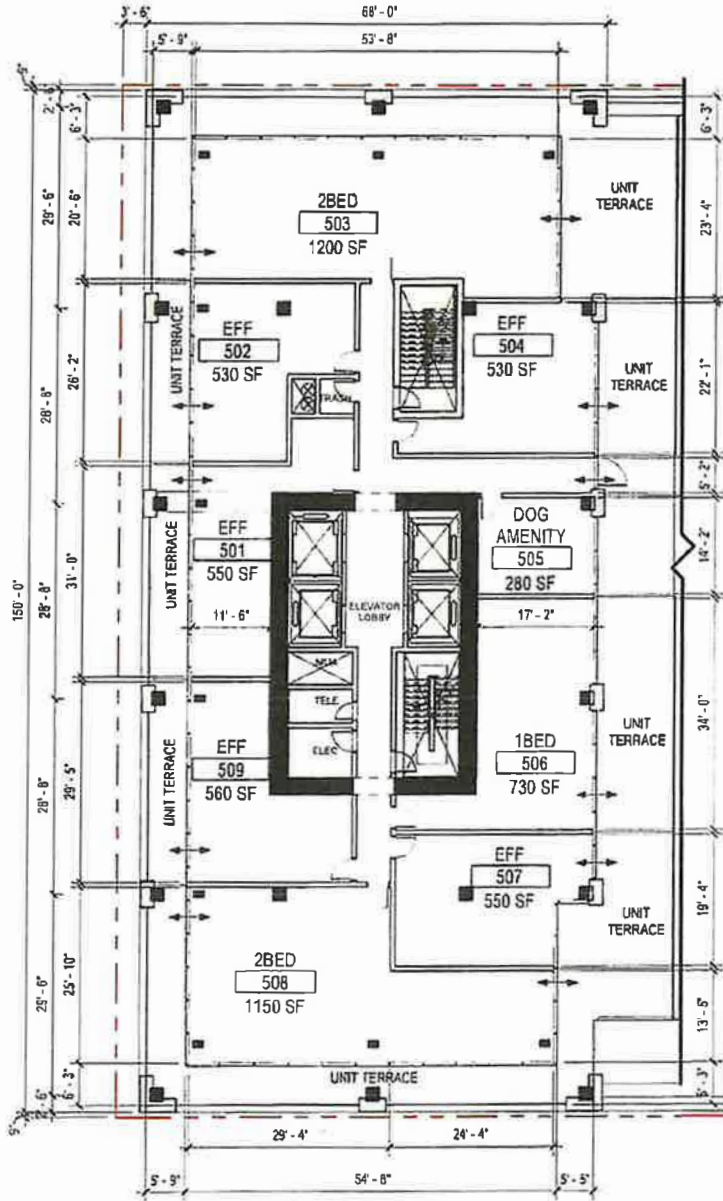 3' - 6"
68' - 0"
5' - 9"
53' - 8"
2' - 6"
6' - 3"
6' - 3"
29' - 6"
20' - 6"
23' - 4"
2BED
503
1200 SF
UNIT
TERRACE
UNIT TERRACE
EFF
502
530 SF
TRASH
EFF
504
530 SF
UNIT
TERRACE
26' - 2"
28' - 8"
22' - 1"
5' - 2"
150' - 0"
28' - 8"
31' - 0"
UNIT TERRACE
EFF
501
550 SF
11' - 6"
ELEVATOR
LOBBY
DOG
AMENITY
505
280 SF
17' - 2"
14' - 2"
TELE
ELEC
28' - 8"
29' - 5"
UNIT TERRACE
EFF
509
560 SF
1BED
506
730 SF
UNIT
TERRACE
34' - 0"
EFF
507
550 SF
UNIT
TERRACE
19' - 4"
29' - 6"
25' - 10"
2BED
508
1150 SF
UNIT TERRACE
6' - 3"
2' - 6"
9"
29' - 4"
24' - 4"
5' - 9"
54' - 8"
5' - 5"